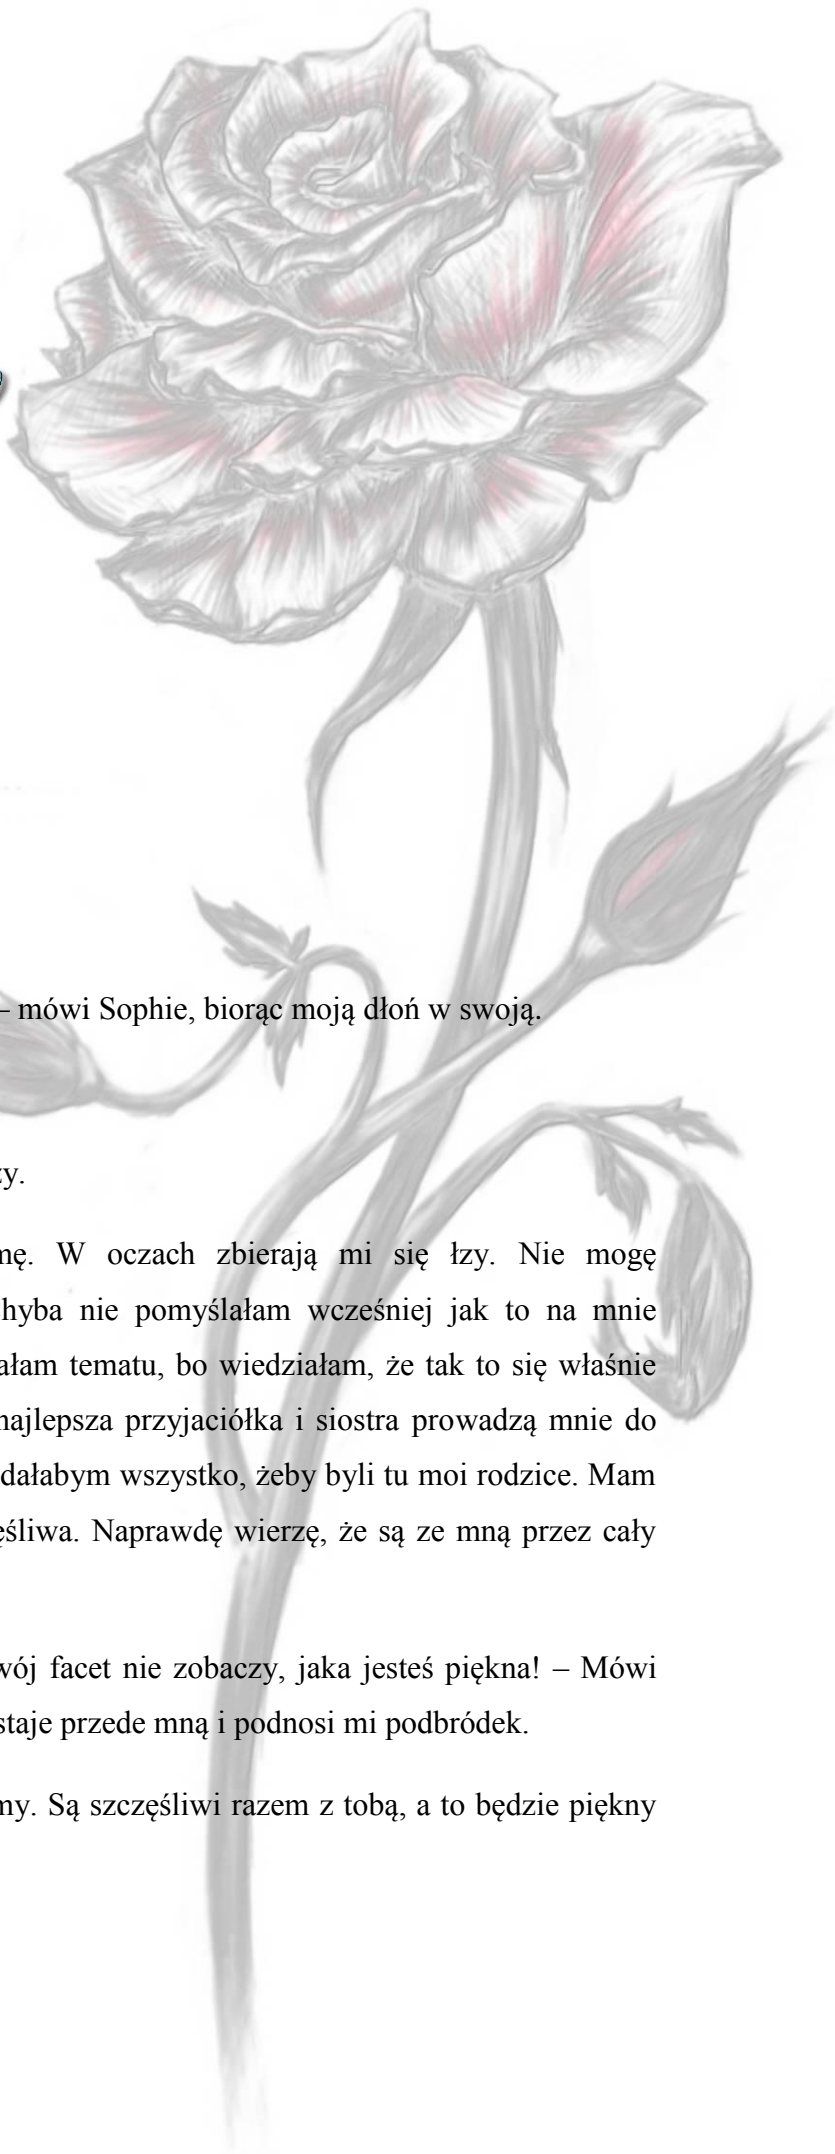 – mówi Sophie, biorąc moją dłoń w swoją.
zy.
mę. W oczach zbierają mi się łzy. Nie mogę
chyba nie pomyślałam wcześniej jak to na mnie
ałam tematu, bo wiedziałam, że tak to się właśnie
najlepsza przyjaciółka i siostra prowadzą mnie do
dałabym wszystko, żeby byli tu moi rodzice. Mam
ęśliwa. Naprawdę wierzę, że są ze mną przez cały
wój facet nie zobaczy, jaka jesteś piękna! – Mówi
staje przede mną i podnosi mi podbródek.
my. Są szczęśliwi razem z tobą, a to będzie piękny